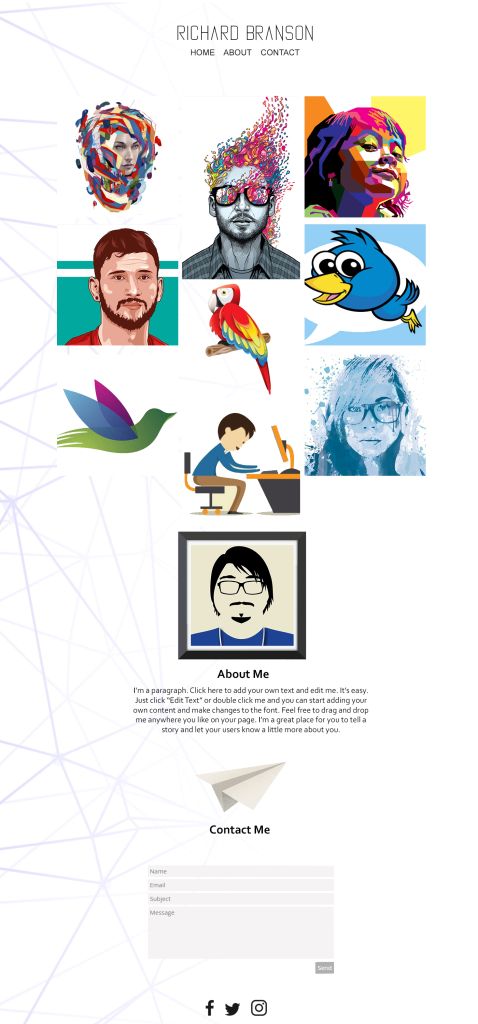 RICHARD BRANSON
HOME ABOUT CONTACT
About Me
I'm a paragraph. Click here to add your own text and edit me. It's easy.
Just click "Edit Text" or double click me and you can start adding your
own content and make changes to the font. Feel free to drag and drop
me anywhere you like on your page. I'm a great place for you to tell a
story and let your users know a little more about you.
Contact Me
Name
Email
Subject
Message
Send